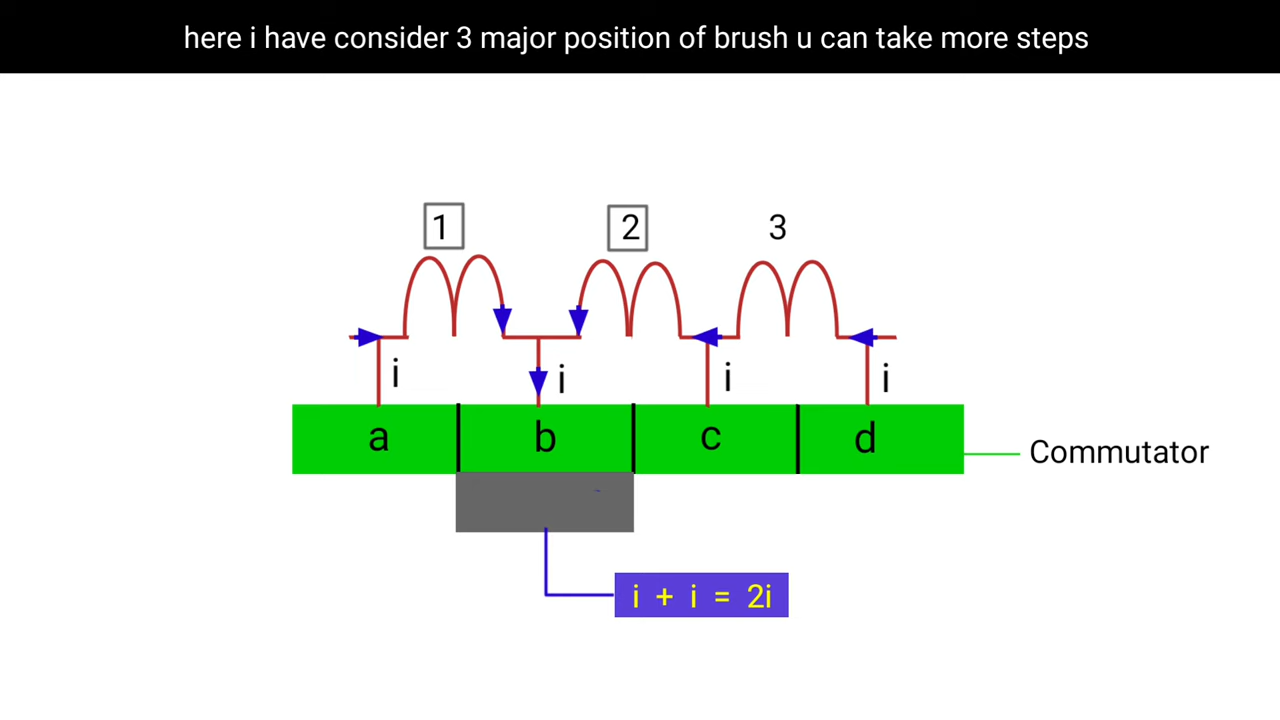 here i have consider 3 major position of brush u can take more steps
1 2 3
i i i i
a b c d
Commutator
i + i = 2i